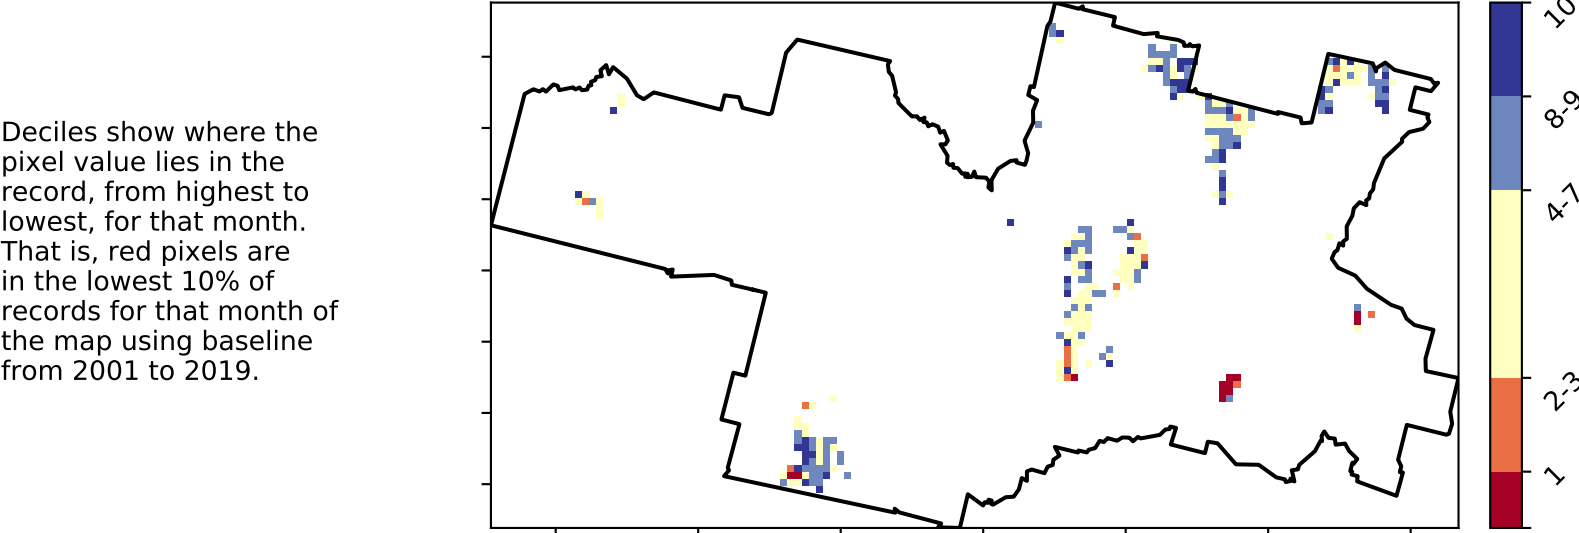 Deciles show where the
pixel value lies in the
record, from highest to
lowest, for that month.
That is, red pixels are
in the lowest 10% of
records for that month of
the map using baseline
from 2001 to 2019.
10
8-9
4-7
2-3
1